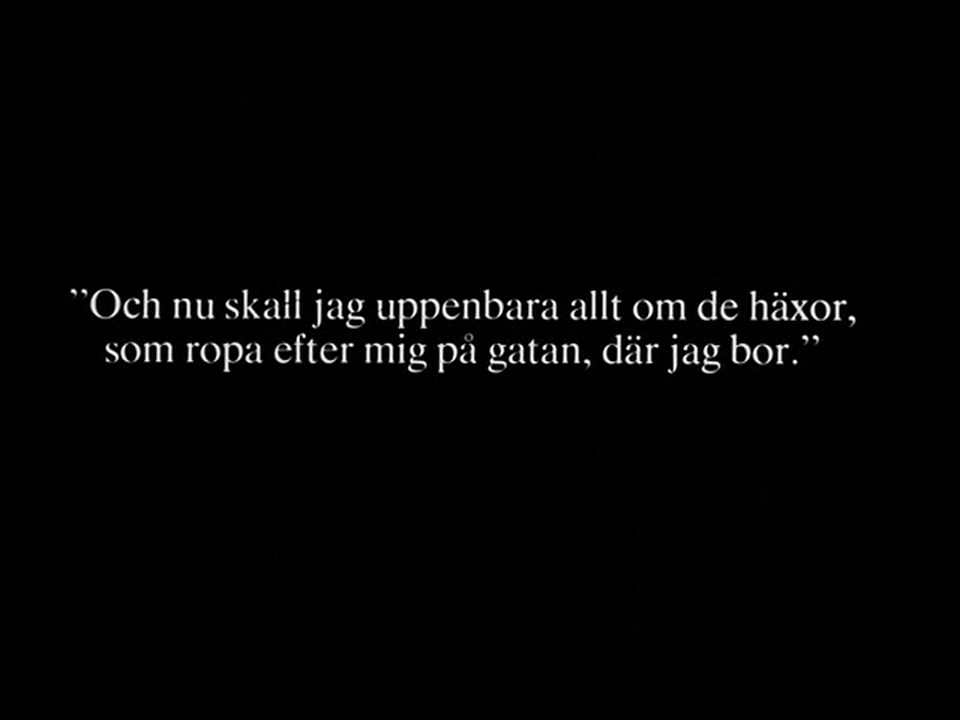 ”Och nu skall jag uppenbara allt om de häxor,
som ropa efter mig på gatan, där jag bor.”